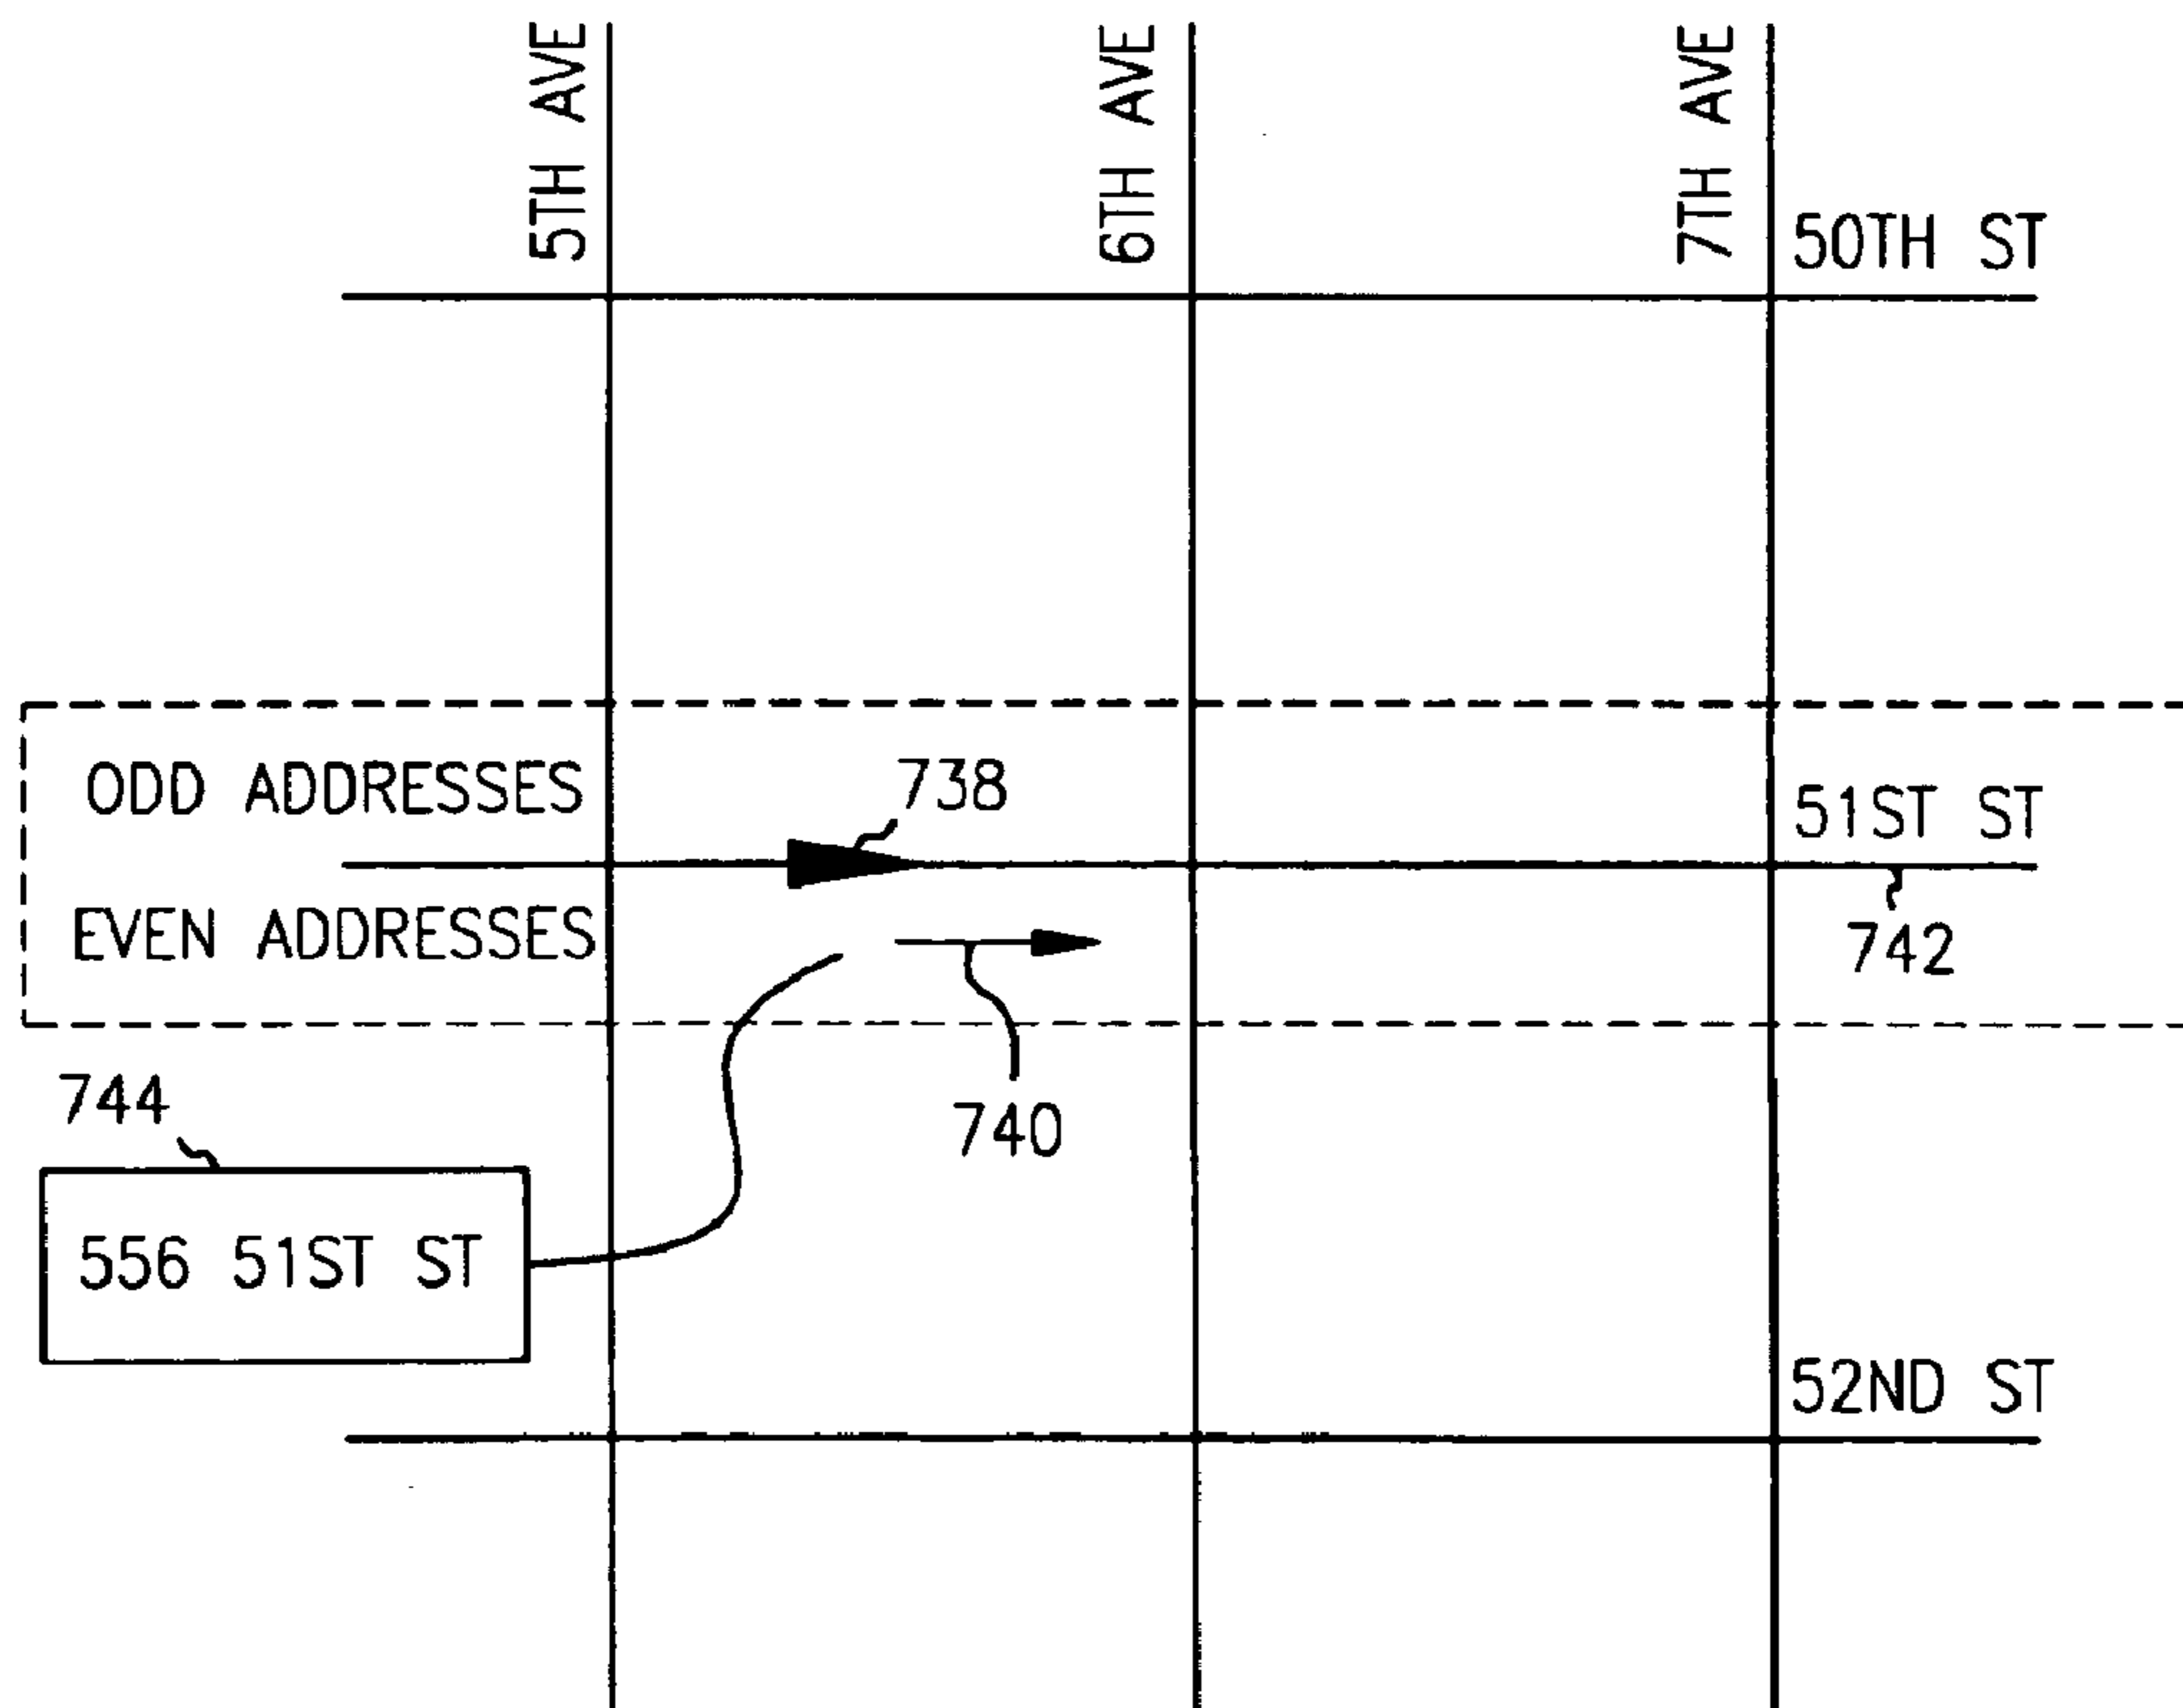 5TH AVE
6TH AVE
7TH AVE
50TH ST
ODD ADDRESSES
738
51ST ST
EVEN ADDRESSES
742
744
740
556 51ST ST
52ND ST